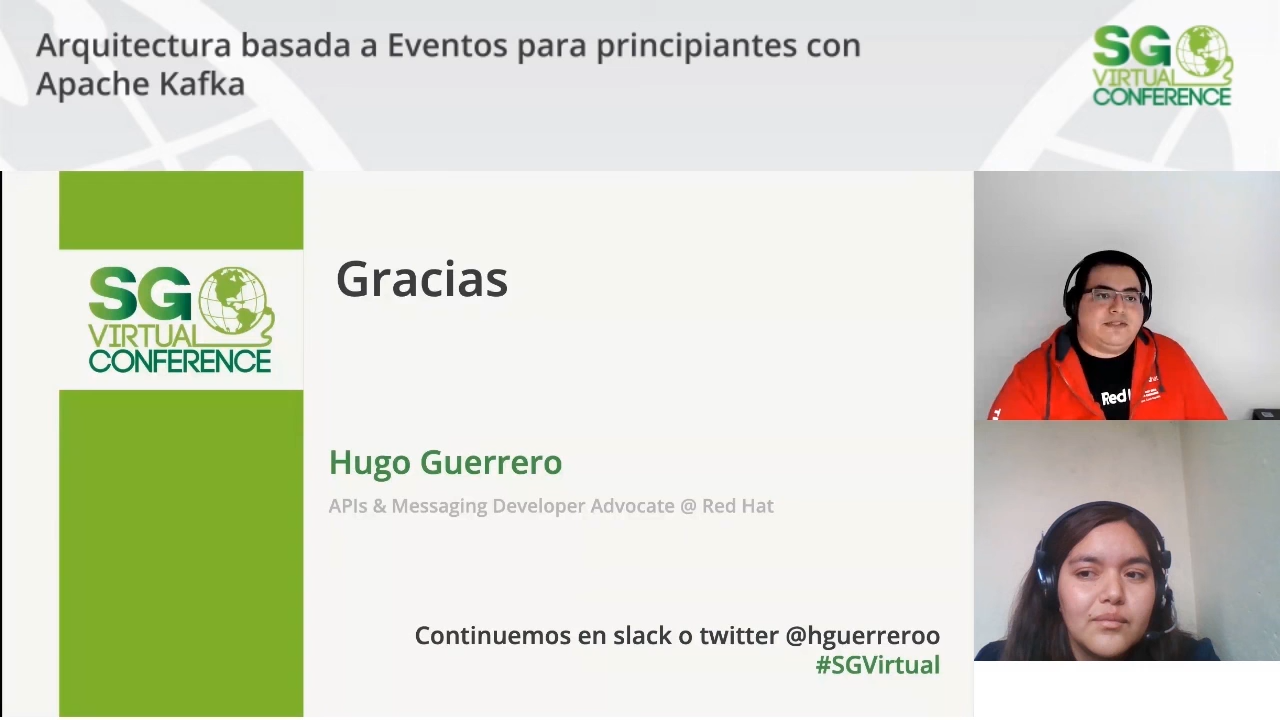 Arquitectura basada a Eventos para principiantes con
Apache Kafka
SG
VIRTUAL
CONFERENCE
SG
VIRTUAL
CONFERENCE
Gracias
Hugo Guerrero
APIs & Messaging Developer Advocate @ Red Hat
Continuemos en slack o twitter @hguerreroo
#SGVirtual
Red